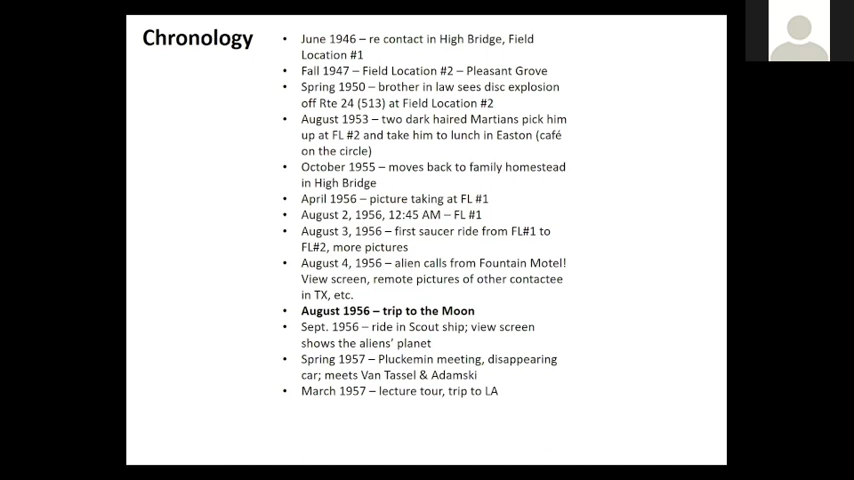 Chronology
• June 1946 – re contact in High Bridge, Field
Location #1
• Fall 1947 – Field Location #2 – Pleasant Grove
• Spring 1950 – brother in law sees disc explosion
off Rte 24 (513) at Field Location #2
• August 1953 – two dark haired Martians pick him
up at FL #2 and take him to lunch in Easton (café
on the circle)
• October 1955 – moves back to family homestead
in High Bridge
• April 1956 – picture taking at FL #1
• August 2, 1956, 12:45 AM – FL #1
• August 3, 1956 – first saucer ride from FL#1 to
FL#2, more pictures
• August 4, 1956 – alien calls from Fountain Motel!
View screen, remote pictures of other contactee
in TX, etc.
• August 1956 – trip to the Moon
• Sept. 1956 – ride in Scout ship; view screen
shows the aliens’ planet
• Spring 1957 – Pluckemin meeting, disappearing
car; meets Van Tassel & Adamski
• March 1957 – lecture tour, trip to LA